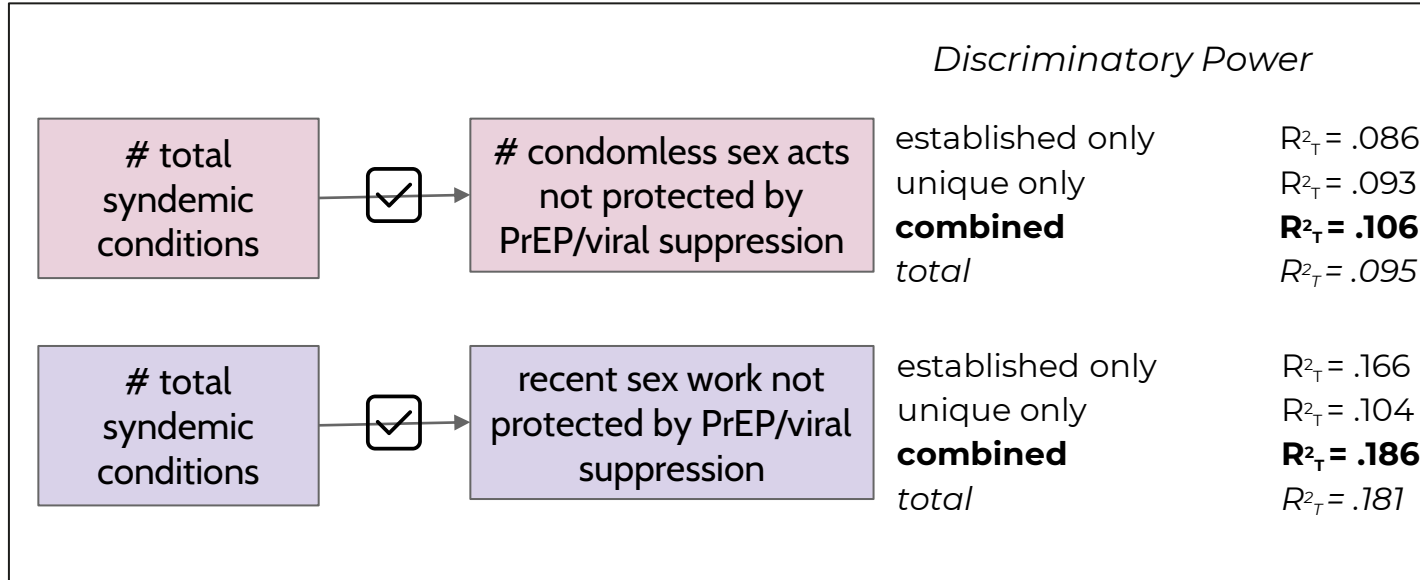 Discriminatory Power
# total
syndemic
conditions
# condomless sex acts
not protected by
PrEP/viral suppression
established only R²T = .086
unique only R²T = .093
combined R²T = .106
total R²T = .095
# total
syndemic
conditions
recent sex work not
protected by PrEP/viral
suppression
established only R²T = .166
unique only R²T = .104
combined R²T = .186
total R²T = .181